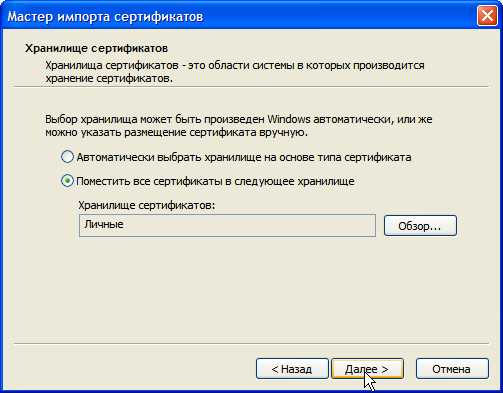 Мастер импорта сертификатов
Хранилище сертификатов
Хранилища сертификатов - это области системы в которых производится
хранение сертификатов.
Выбор хранилища может быть произведен Windows автоматически, или же
можно указать размещение сертификата вручную.
Автоматически выбрать хранилище на основе типа сертификата
Поместить все сертификаты в следующее хранилище
Хранилище сертификатов:
Личные
Обзор...
< Назад
Далее >
Отмена